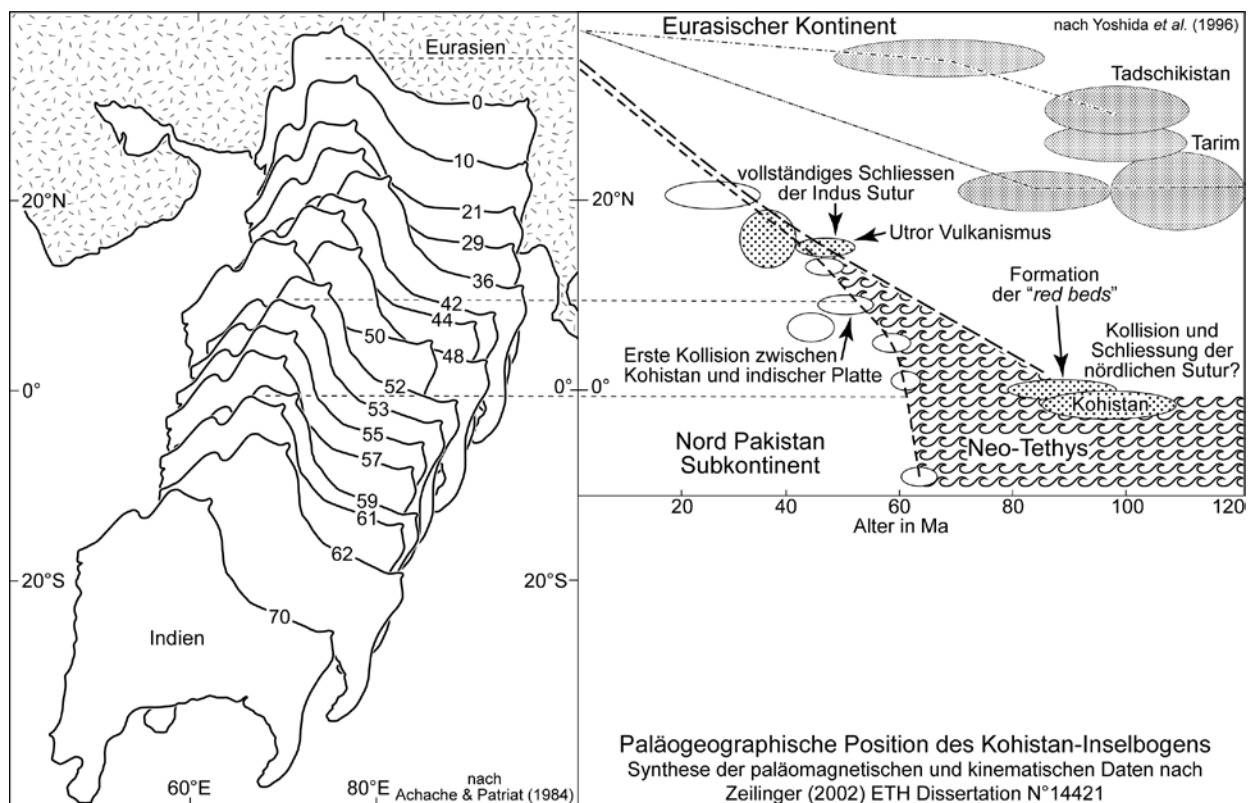 Eurasien
0
10
21
29
36
42
44
48
50
52
53
55
57
59
61
62
70
Indien
20°N
0°
20°S
60°E
80°E
nach
Achache & Patriat (1984)
Eurasischer Kontinent
nach Yoshida et al. (1996)
Tadschikistan
Tarim
20°N
vollständiges Schliessen
der Indus Sutur
Utror Vulkanismus
Formation
der "red beds"
Kollision und
Schliessung der
nördlichen Sutur?
Erste Kollision zwischen
Kohistan und indischer Platte
0°
0°
Kohistan
Nord Pakistan
Subkontinent
Neo-Tethys
20 40 60 80 100 120
Alter in Ma
20°S
Paläogeographische Position des Kohistan-Inselbogens
Synthese der paläomagnetischen und kinematischen Daten nach
Zeilinger (2002) ETH Dissertation N°14421